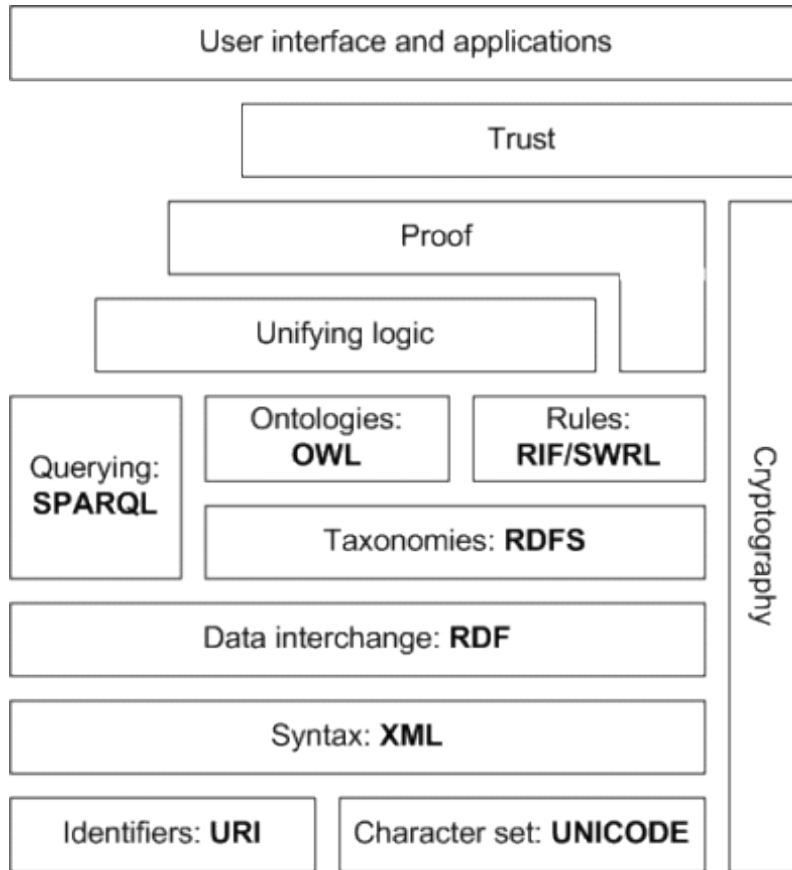 User interface and applications
Trust
Proof
Unifying logic
Querying:
SPARQL
Ontologies:
OWL
Rules:
RIF/SWRL
Taxonomies: RDFS
Cryptography
Data interchange: RDF
Syntax: XML
Identifiers: URI
Character set: UNICODE